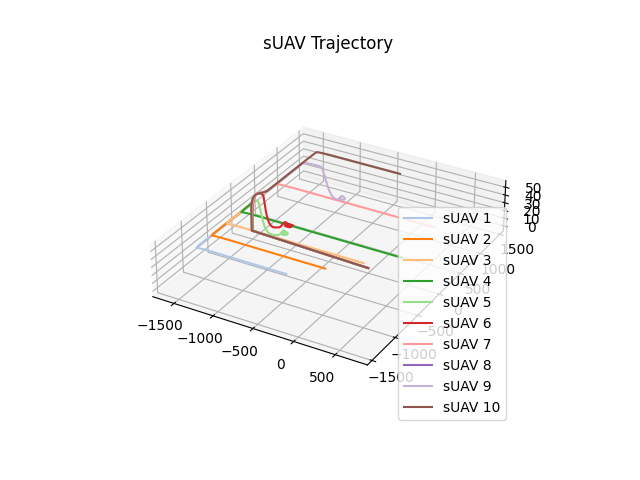 sUAV Trajectory
50
40
30
20
10
0
sUAV 1
sUAV 2
sUAV 3
sUAV 4
sUAV 5
sUAV 6
sUAV 7
sUAV 8
sUAV 9
sUAV 10
−1500
−1000
−500
0
500
−1500
−1000
−500
0
500
1000
1500